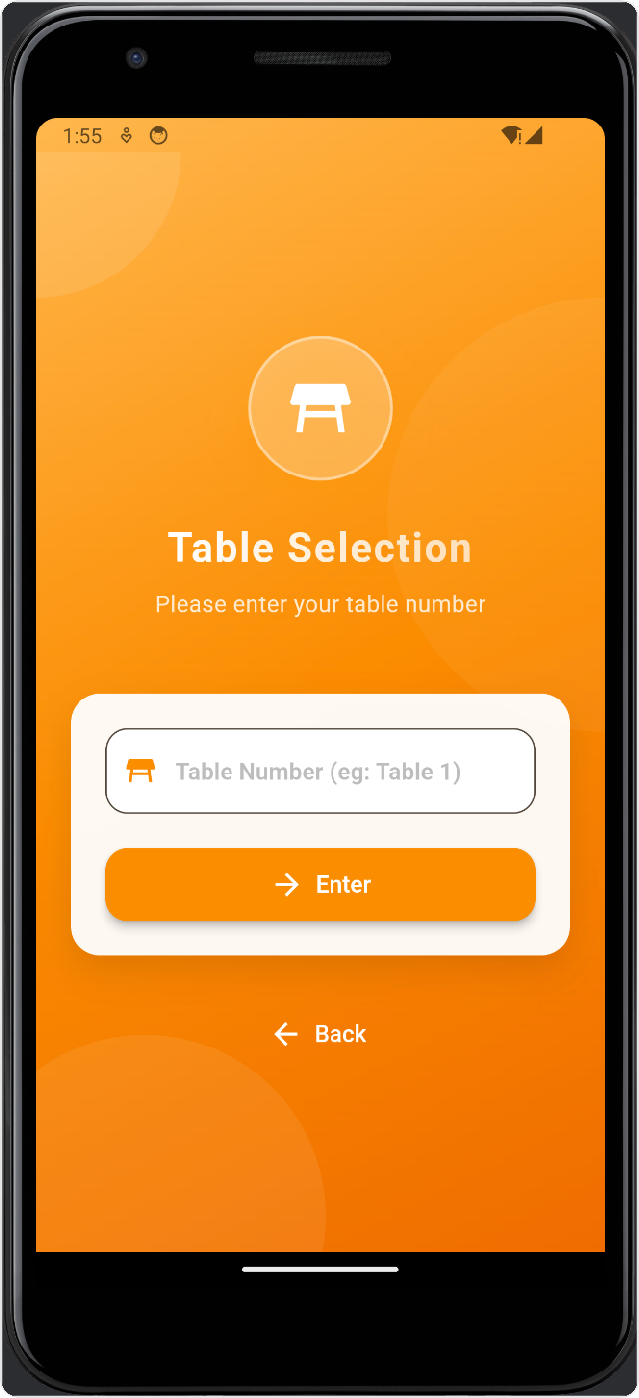 1:55
Table Selection
Please enter your table number
Table Number (eg: Table 1)
Enter
Back